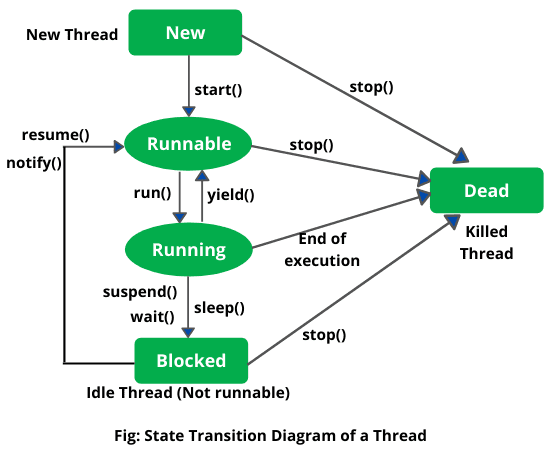 New Thread
New
start()
stop()
resume()
notify()
Runnable
stop()
run()
yield()
Dead
Killed
Thread
Running
End of
execution
suspend()
wait()
sleep()
stop()
Blocked
Idle Thread (Not runnable)
Fig: State Transition Diagram of a Thread